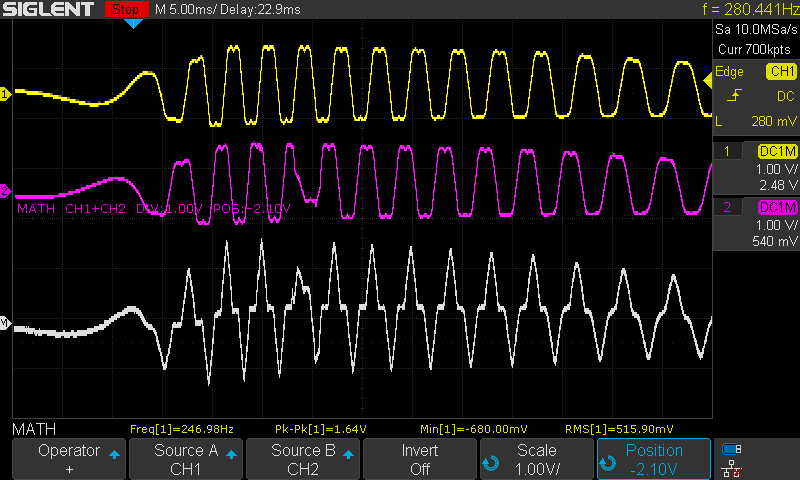 SIGLENT Stop M 5.00ms/ Delay:22.9ms f = 280.441Hz
Sa 10.0MSa/s
Curr 700kpts
Edge CH1
DC
L 280 mV
1 DC1M
1.00 V/
2.48 V
2 DC1M
1.00 V/
540 mV
1
2
MATH CH1+CH2 DIV:1.00V POS:-2.10V
M
MATH Freq[1]=246.98Hz Pk-Pk[1]=1.64V Min[1]=-680.00mV RMS[1]=515.90mV
Operator Source A Source B Invert Scale Position
+ CH1 CH2 Off 1.00V/ -2.10V